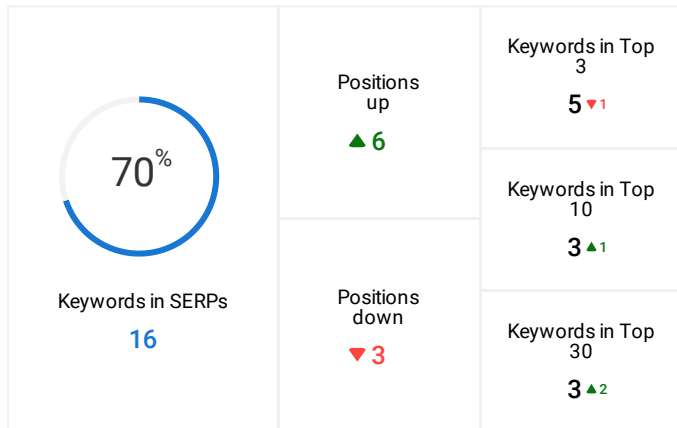 70%
Keywords in SERPs
16
Positions
up
6
Positions
down
3
Keywords in Top
3
5 1
Keywords in Top
10
3 1
Keywords in Top
30
3 2